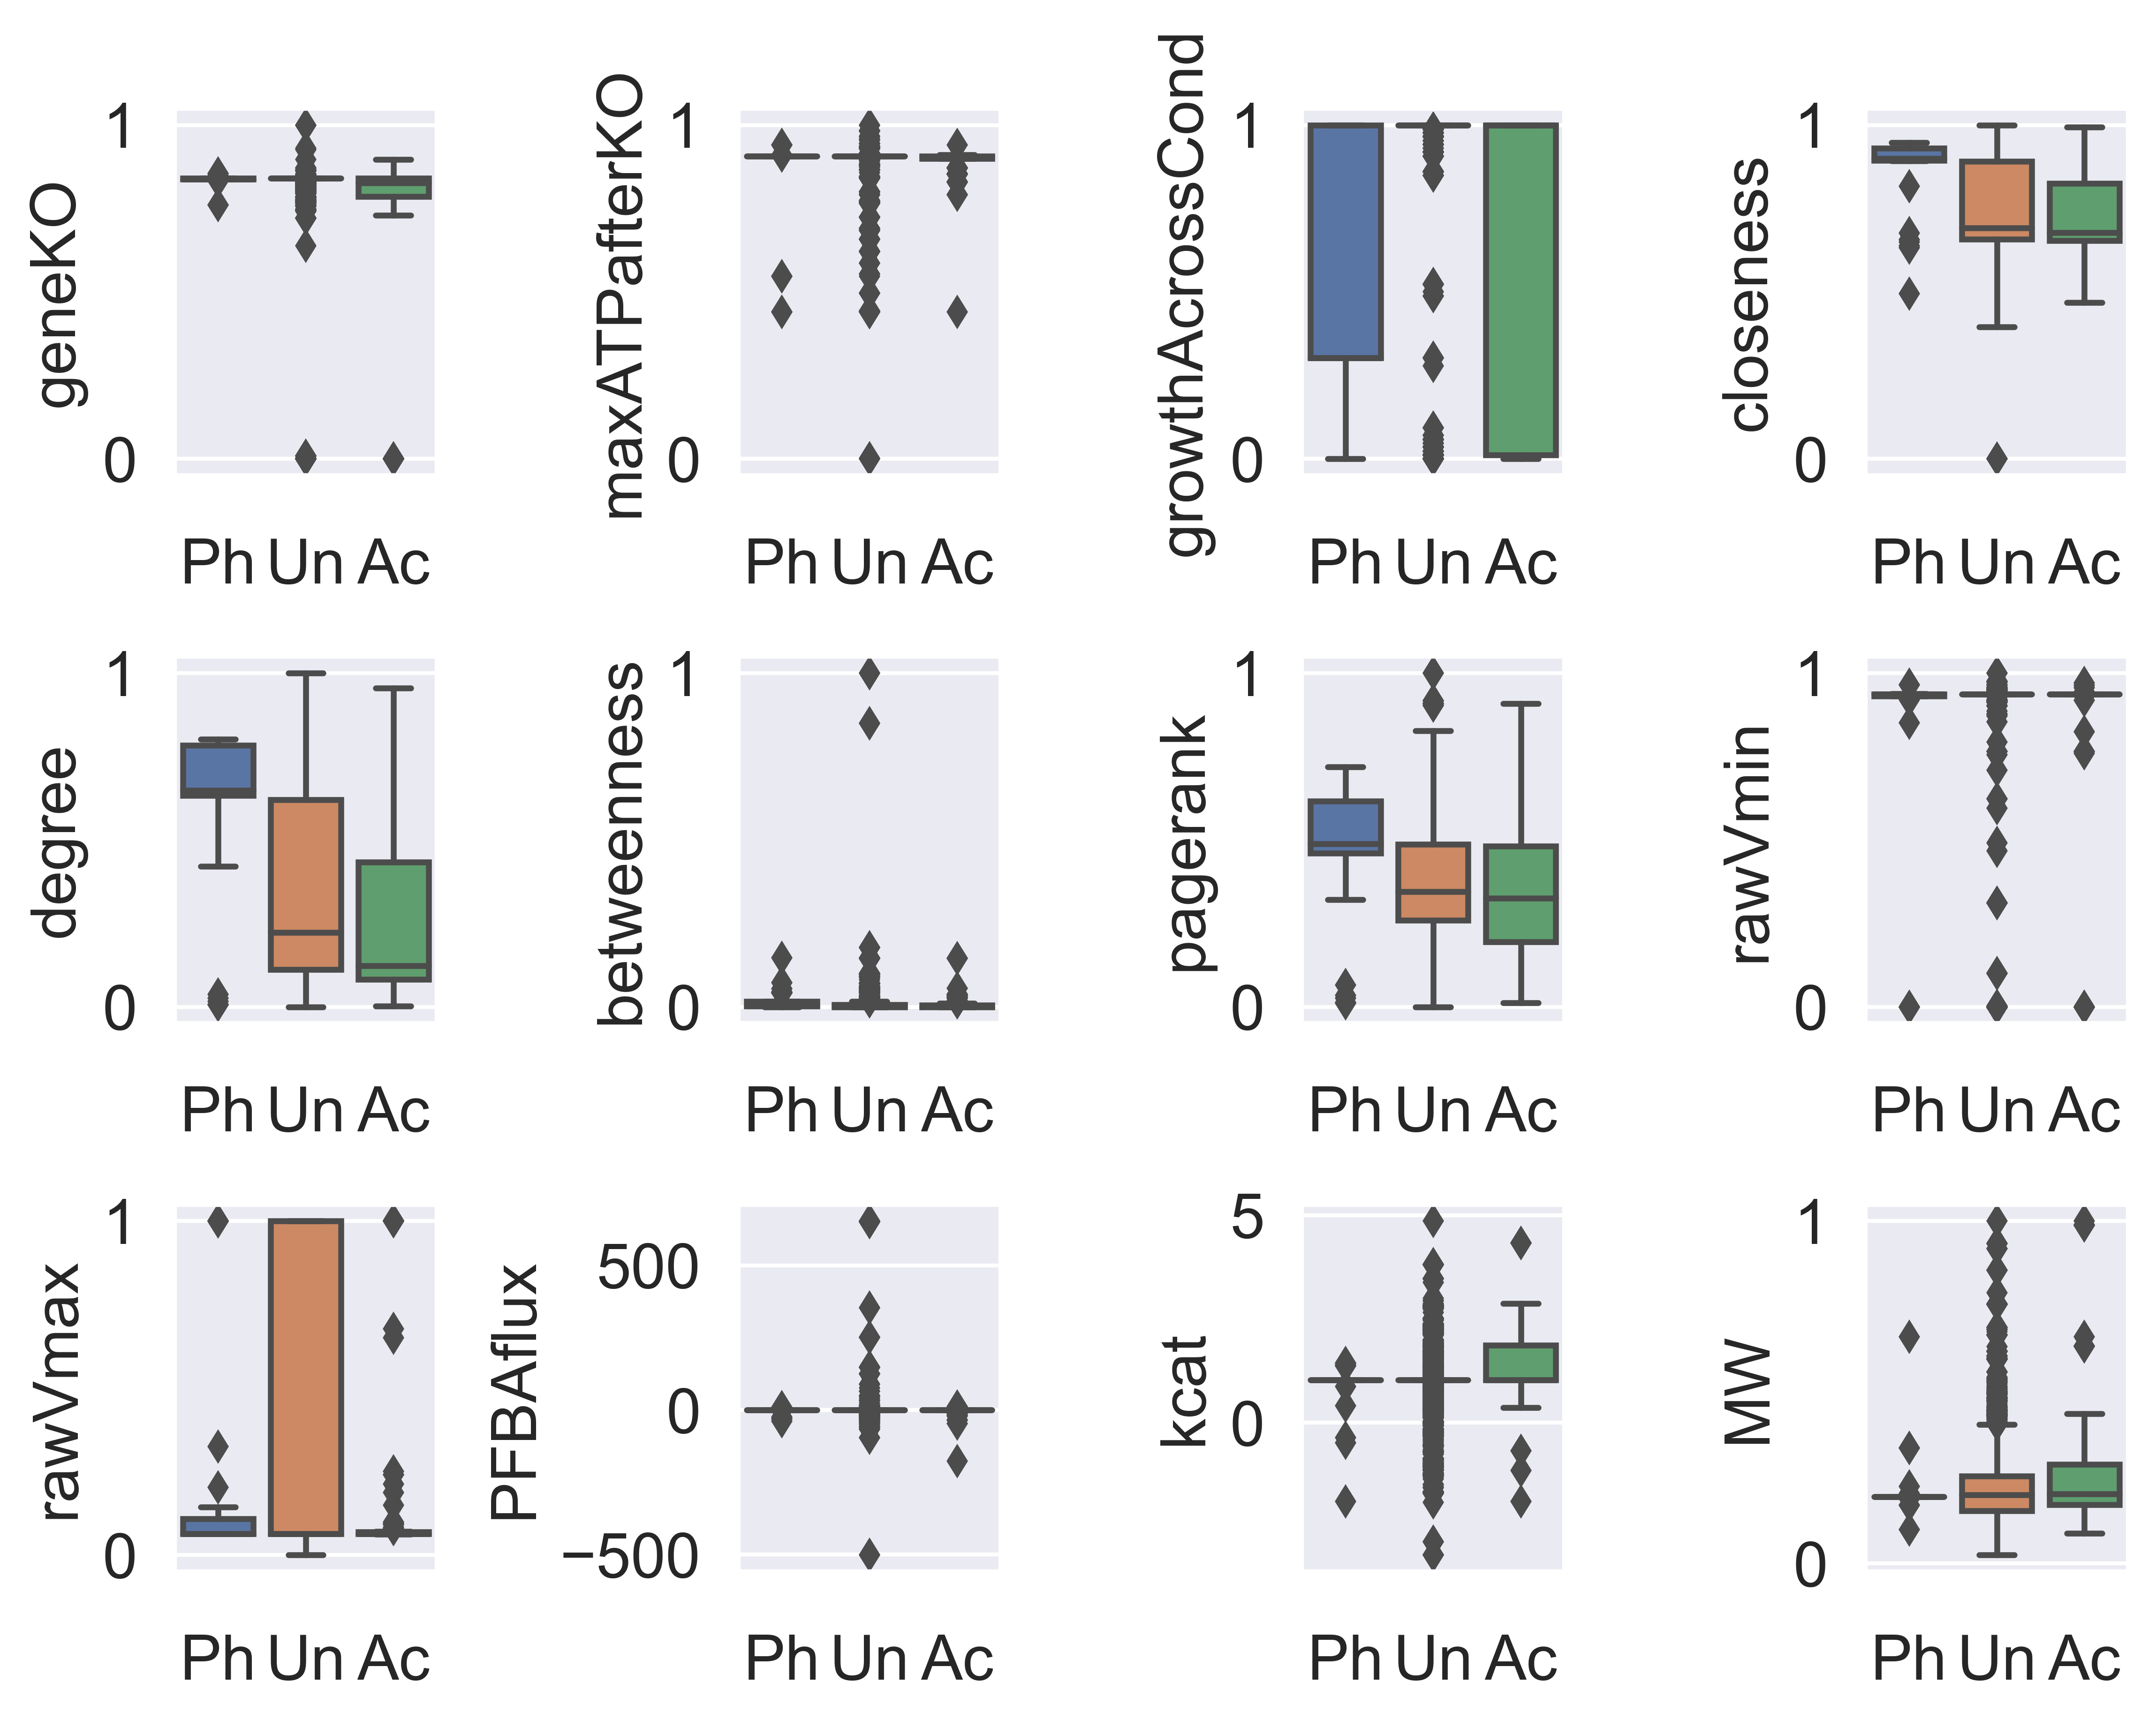 geneKO
1
0
Ph Un Ac
maxATPafterKO
1
0
Ph Un Ac
growthAcrossCond
1
0
Ph Un Ac
closeness
1
0
Ph Un Ac
degree
1
0
Ph Un Ac
betweenness
1
0
Ph Un Ac
pagerank
1
0
Ph Un Ac
rawVmin
1
0
Ph Un Ac
rawVmax
1
0
Ph Un Ac
PFBAflux
500
0
−500
Ph Un Ac
kcat
5
0
Ph Un Ac
MW
1
0
Ph Un Ac